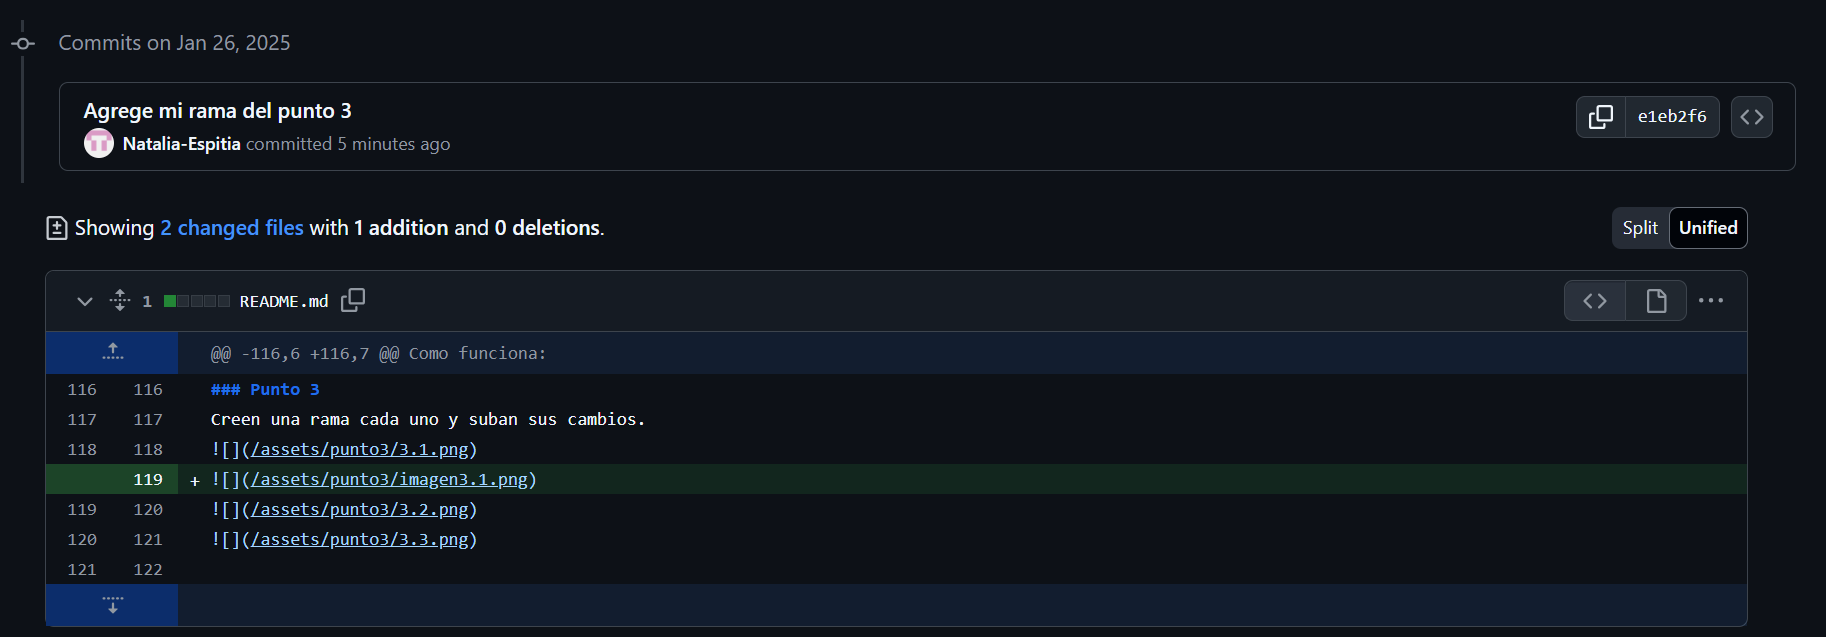 Commits on Jan 26, 2025
Agrege mi rama del punto 3
e1eb2f6
Natalia-Espitia committed 5 minutes ago
Showing 2 changed files with 1 addition and 0 deletions.
Split Unified
1 README.md
@@ -116,6 +116,7 @@ Como funciona:
116 116 ### Punto 3
117 117 Creen una rama cada uno y suban sus cambios.
118 118 ![](/assets/punto3/3.1.png)
119 + ![](/assets/punto3/imagen3.1.png)
119 120 ![](/assets/punto3/3.2.png)
120 121 ![](/assets/punto3/3.3.png)
121 122